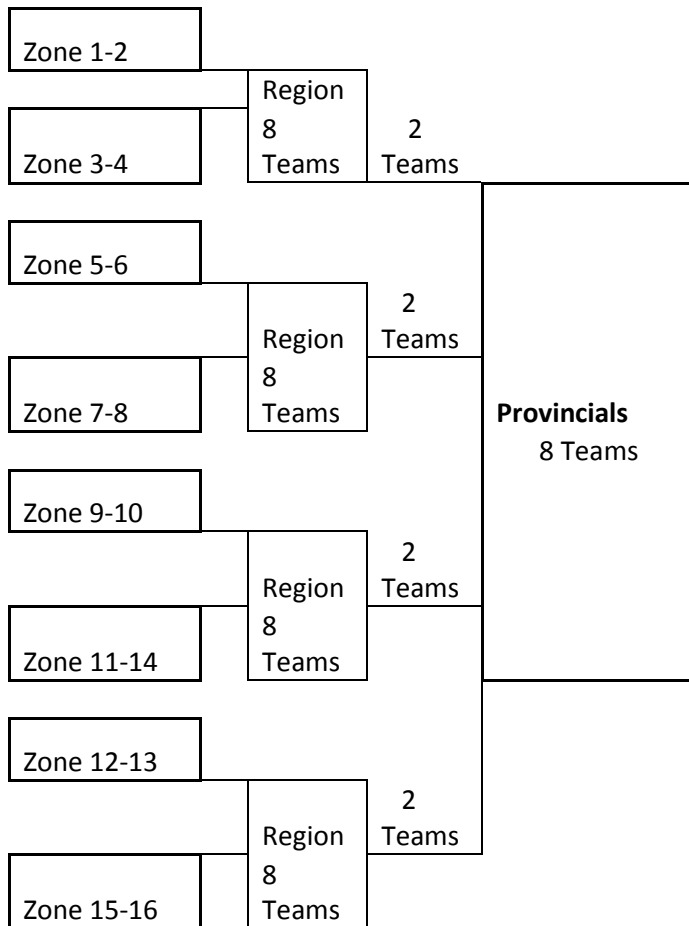 Zone 1-2
Region
8
Teams
2
Teams
Zone 3-4
Zone 5-6
Region
8
Teams
2
Teams
Zone 7-8
Provincials
8 Teams
Zone 9-10
Region
8
Teams
2
Teams
Zone 11-14
Zone 12-13
Region
8
Teams
2
Teams
Zone 15-16